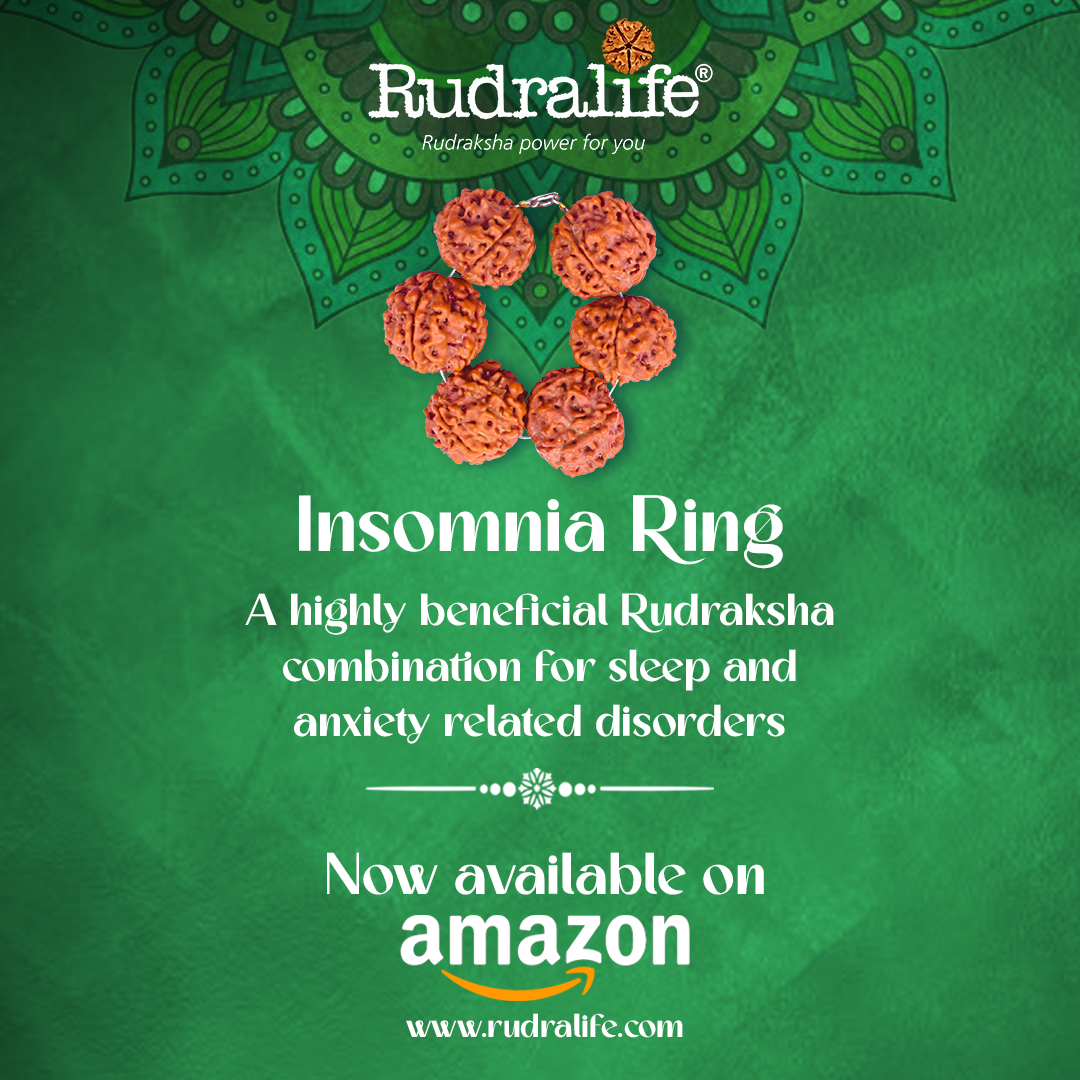 Rudralife®
Rudraksha power for you
Insomnia Ring
A highly beneficial Rudraksha
combination for sleep and
anxiety related disorders
Now available on
amazon
www.rudralife.com